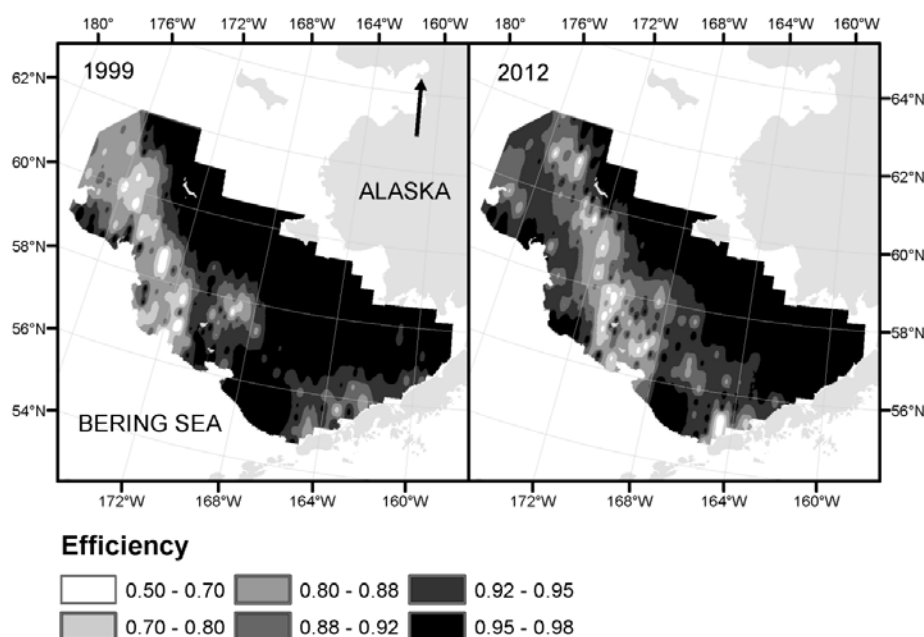 180° 176°W 172°W 168°W 164°W 160°W 180° 176°W 172°W 168°W 164°W 160°W
1999
2012
62°N
60°N
58°N
56°N
54°N
64°N
62°N
60°N
58°N
56°N
ALASKA
BERING SEA
172°W 168°W 164°W 160°W 172°W 168°W 164°W 160°W
Efficiency
0.50 - 0.70 0.80 - 0.88 0.92 - 0.95
0.70 - 0.80 0.88 - 0.92 0.95 - 0.98